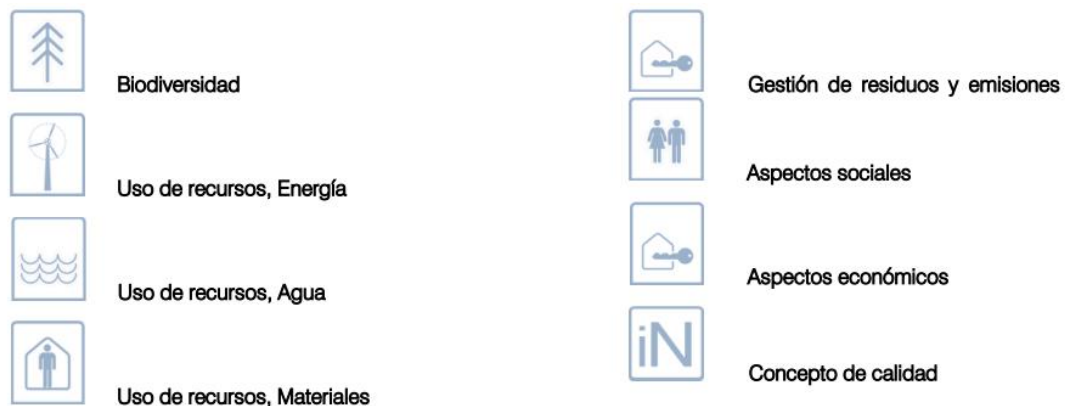 Biodiversidad
Uso de recursos, Energía
Uso de recursos, Agua
Uso de recursos, Materiales
Gestión de residuos y emisiones
Aspectos sociales
Aspectos económicos
iN
Concepto de calidad